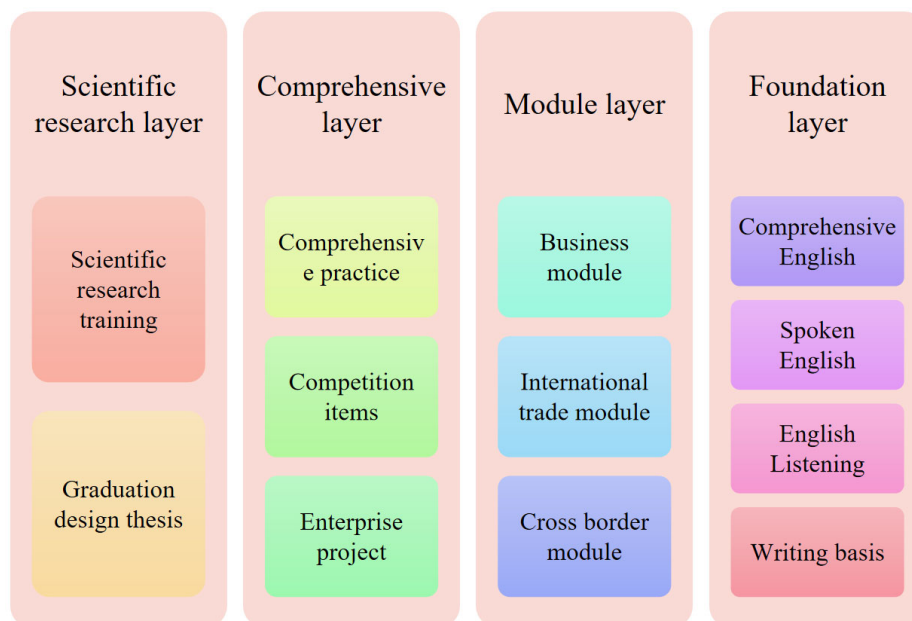 Scientific
research layer
Scientific
research
training
Graduation
design thesis
Comprehensive
layer
Comprehensiv
e practice
Competition
items
Enterprise
project
Module layer
Business
module
International
trade module
Cross border
module
Foundation
layer
Comprehensive
English
Spoken
English
English
Listening
Writing basis